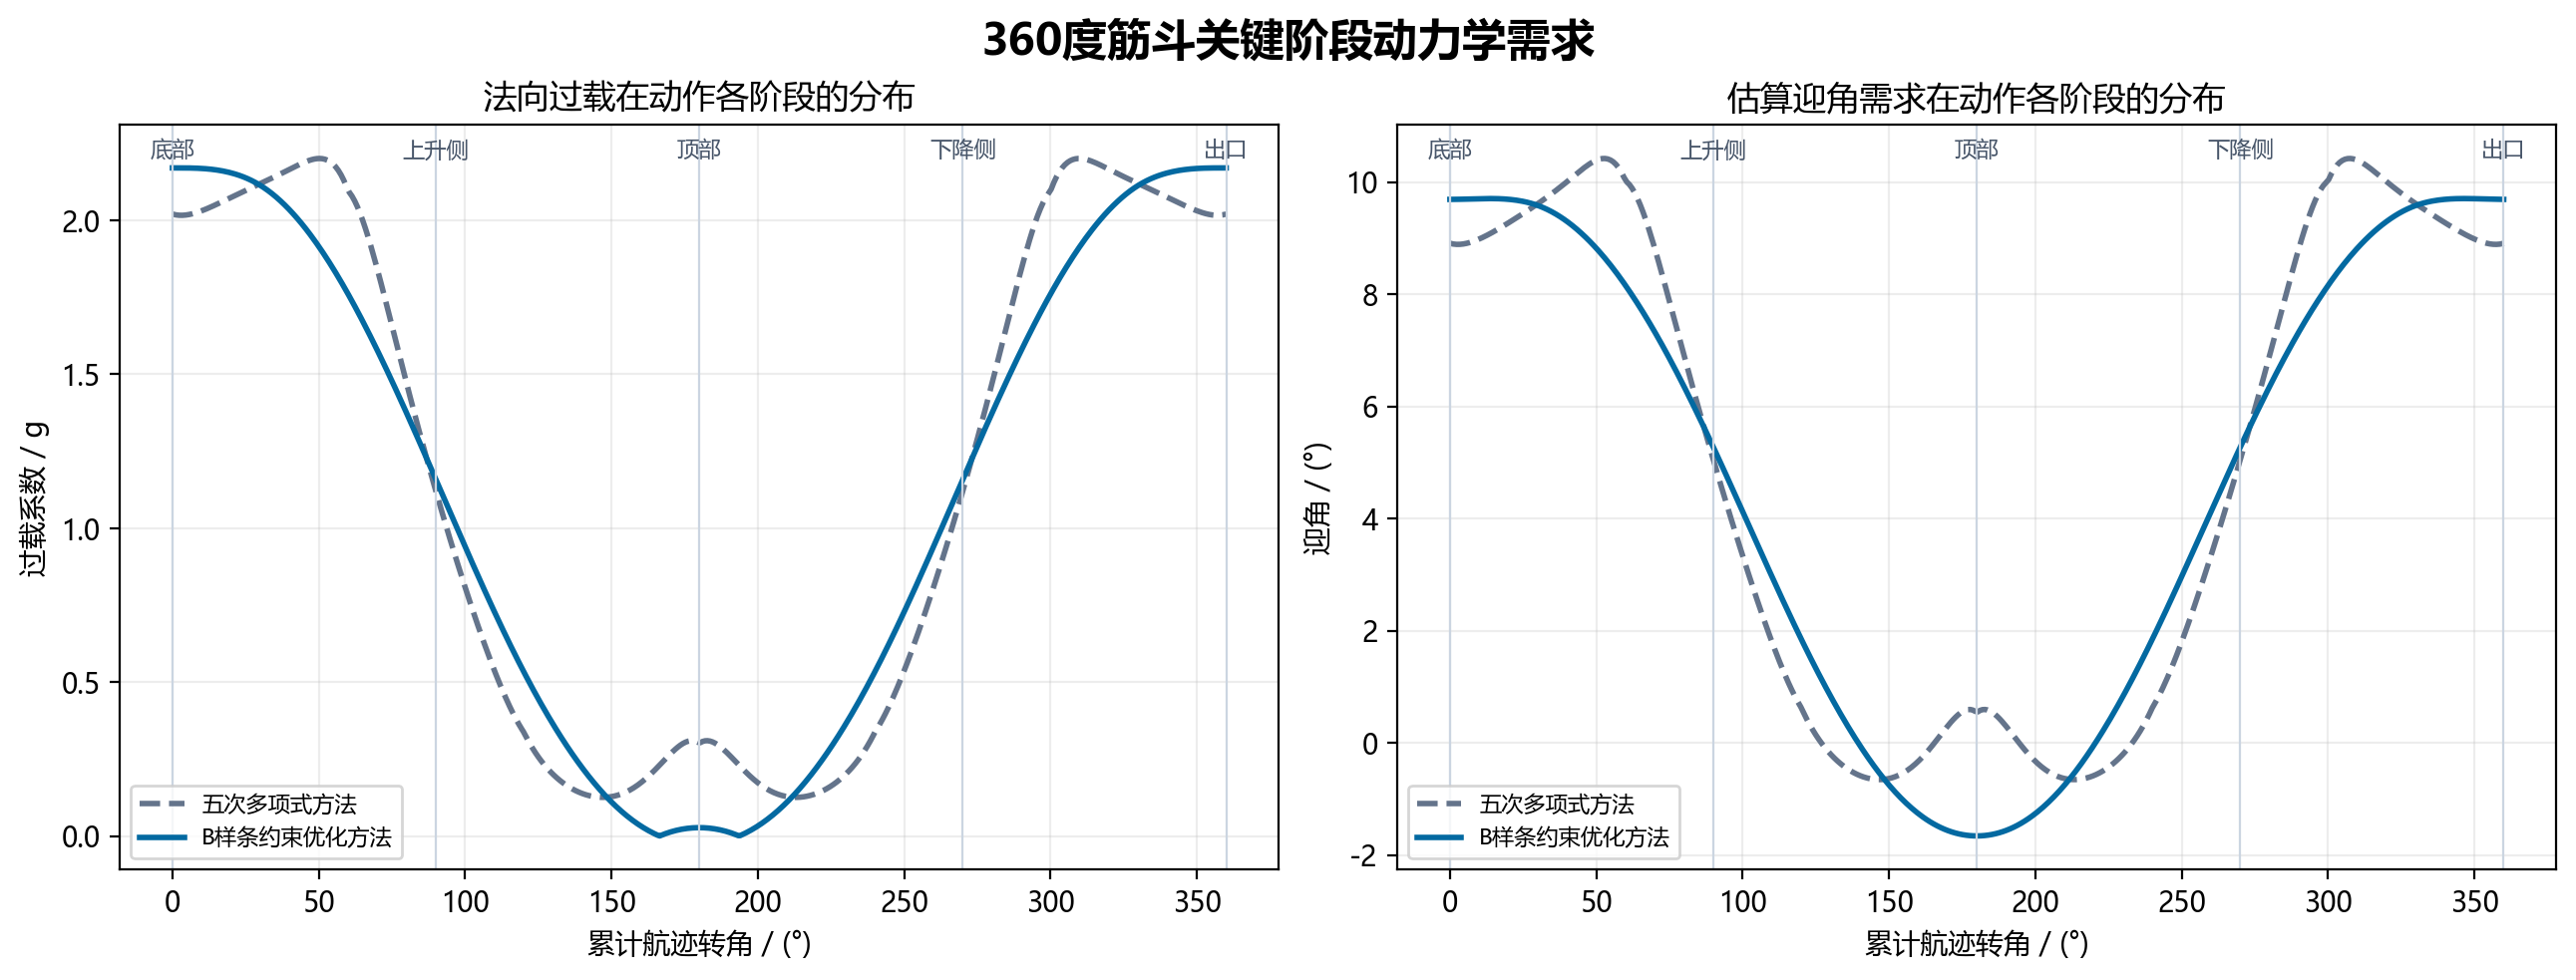 360度筋斗关键阶段动力学需求
法向过载在动作各阶段的分布
底部
上升侧
顶部
下降侧
出口
过载系数 / g
2.0
1.5
1.0
0.5
0.0
五次多项式方法
B样条约束优化方法
0
50
100
150
200
250
300
350
累计航迹转角 / (°)
估算迎角需求在动作各阶段的分布
底部
上升侧
顶部
下降侧
出口
迎角 / (°)
10
8
6
4
2
0
-2
五次多项式方法
B样条约束优化方法
0
50
100
150
200
250
300
350
累计航迹转角 / (°)